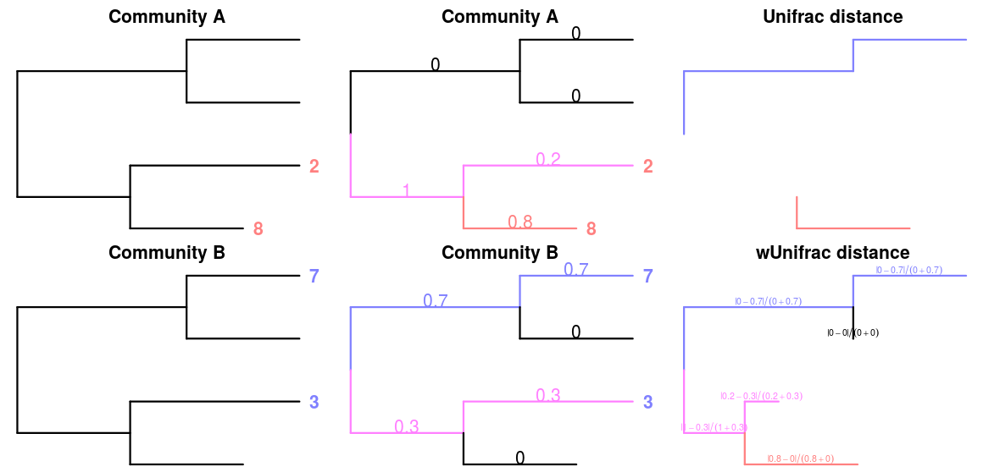 Community A
Community A
Unifrac distance
0
0
0
2
0.2
2
1
8
0.8
8
Community B
Community B
wUnifrac distance
7
0.7
7
|0 − 0.7|/(0 + 0.7)
0.7
|0 − 0.7|/(0 + 0.7)
0
|0 − 0|/(0 + 0)
3
0.3
3
|0.2 − 0.3|/(0.2 + 0.3)
0.3
|1 − 0.3|/(1 + 0.3)
0
|0.8 − 0|/(0.8 + 0)